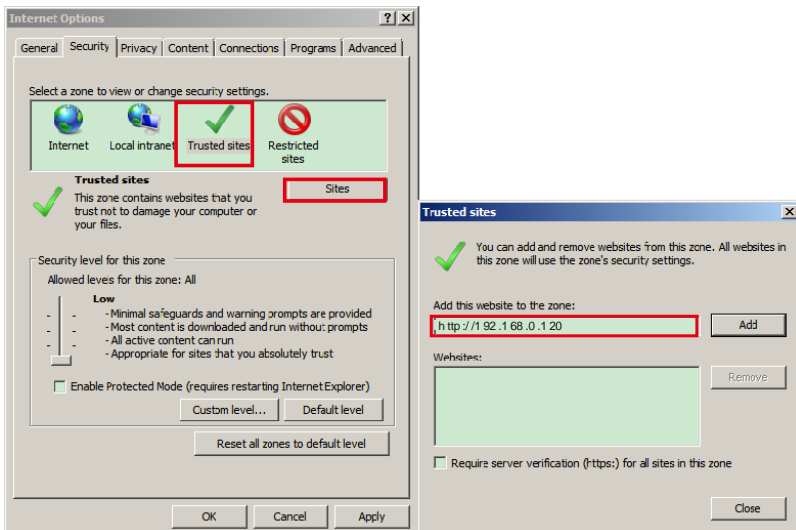 Internet Options
? X
General Security Privacy Content Connections Programs Advanced
Select a zone to view or change security settings.
Internet Local intranet Trusted sites Restricted sites
Trusted sites
Sites
This zone contains websites that you
trust not to damage your computer or
your files.
Security level for this zone
Allowed leves for this zone: All
Low
- Minimal safeguards and warning prompts are provided
- Most content is downloaded and run without prompts
- All active content can run
- Appropriate for sites that you absolutely trust
Enable Protected Mode (requires restarting Internet Explorer)
Custom level... Default level
Reset all zones to default level
OK Cancel Apply
Trusted sites
X
You can add and remove websites from this zone. All websites in
this zone will use the zone's security settings.
Add this website to the zone:
http://192.168.0.120
Add
Websites:
Remove
Require server verification (https:) for all sites in this zone
Close